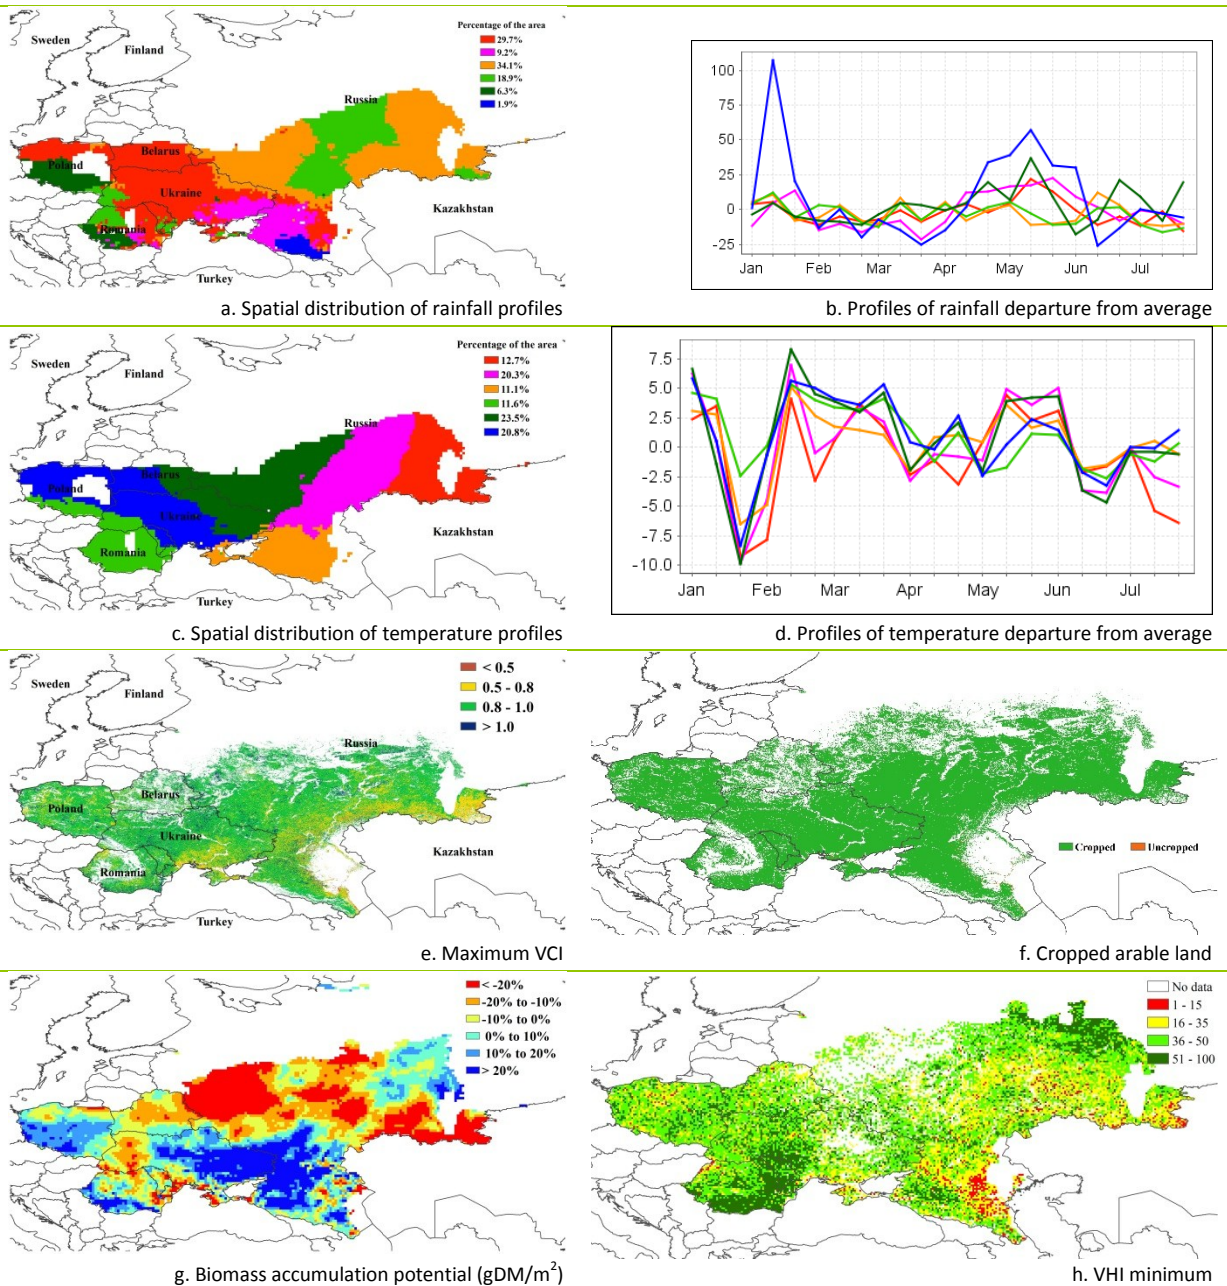 Percentage of the area
29.7%
9.2%
34.1%
18.9%
6.3%
1.9%
Sweden
Finland
Russia
Belarus
Poland
Ukraine
Romania
Kazakhstan
Turkey
a. Spatial distribution of rainfall profiles
100
75
50
25
0
-25
Jan Feb Mar Apr May Jun Jul
b. Profiles of rainfall departure from average
Percentage of the area
12.7%
20.3%
11.1%
11.6%
23.5%
20.8%
Sweden
Finland
Russia
Belarus
Poland
Ukraine
Romania
Kazakhstan
Turkey
c. Spatial distribution of temperature profiles
7.5
5.0
2.5
0.0
-2.5
-5.0
-7.5
-10.0
Jan Feb Mar Apr May Jun Jul
d. Profiles of temperature departure from average
< 0.5
0.5 - 0.8
0.8 - 1.0
> 1.0
Sweden
Finland
Russia
Belarus
Poland
Ukraine
Romania
Kazakhstan
Turkey
e. Maximum VCI
Cropped Uncropped
f. Cropped arable land
< -20%
-20% to -10%
-10% to 0%
0% to 10%
10% to 20%
> 20%
g. Biomass accumulation potential (gDM/m²)
No data
1 - 15
16 - 35
36 - 50
51 - 100
h. VHI minimum